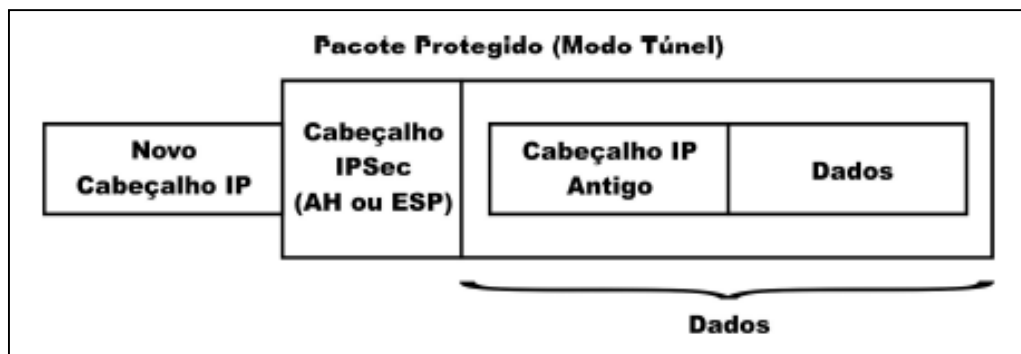 Pacote Protegido (Modo Túnel)
Novo
Cabeçalho IP
Cabeçalho
IPSec
(AH ou ESP)
Cabeçalho IP
Antigo
Dados
Dados